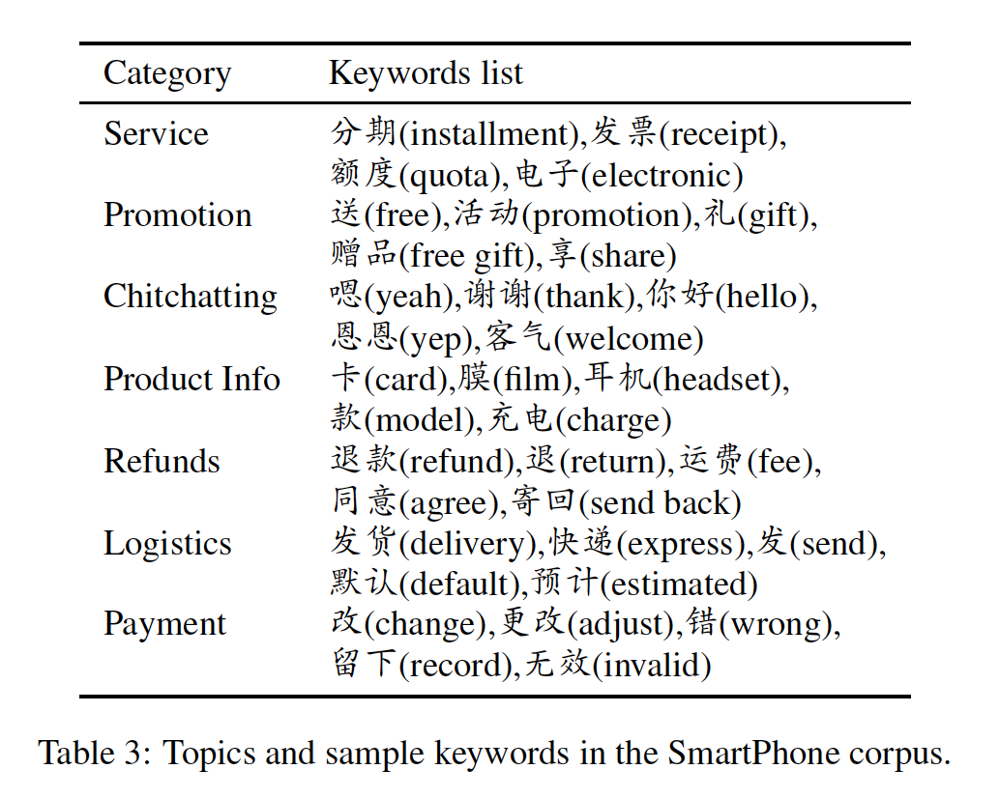 Category Keywords list
Service 分期(installment),发票(receipt),
额度(quota),电子(electronic)
Promotion 送(free),活动(promotion),礼(gift),
赠品(free gift),享(share)
Chitchatting 嗯(yeah),谢谢(thank),你好(hello),
恩恩(yep),客气(welcome)
Product Info 卡(card),膜(film),耳机(headset),
款(model),充电(charge)
Refunds 退款(refund),退(return),运费(fee),
同意(agree),寄回(send back)
Logistics 发货(delivery),快递(express),发(send),
默认(default),预计(estimated)
Payment 改(change),更改(adjust),错(wrong),
留下(record),无效(invalid)
Table 3: Topics and sample keywords in the SmartPhone corpus.